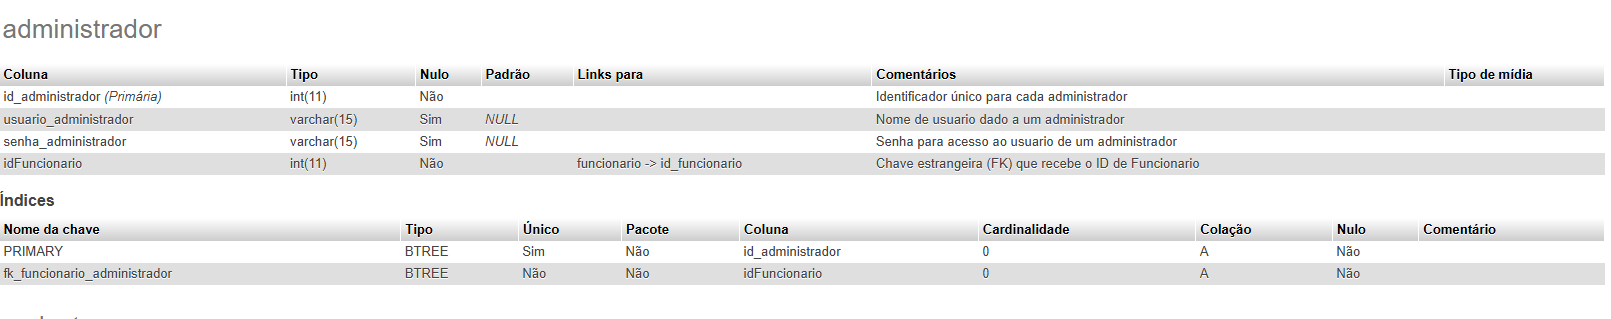 administrador
Coluna Tipo Nulo Padrão Links para Comentários Tipo de mídia
id_administrador (Primária) int(11) Não Identificador único para cada administrador
usuario_administrador varchar(15) Sim NULL Nome de usuario dado a um administrador
senha_administrador varchar(15) Sim NULL Senha para acesso ao usuario de um administrador
idFuncionario int(11) Não funcionario -> id_funcionario Chave estrangeira (FK) que recebe o ID de Funcionario
Índices
Nome da chave Tipo Único Pacote Coluna Cardinalidade Colação Nulo Comentário
PRIMARY BTREE Sim Não id_administrador 0 A Não
fk_funcionario_administrador BTREE Não Não idFuncionario 0 A Não